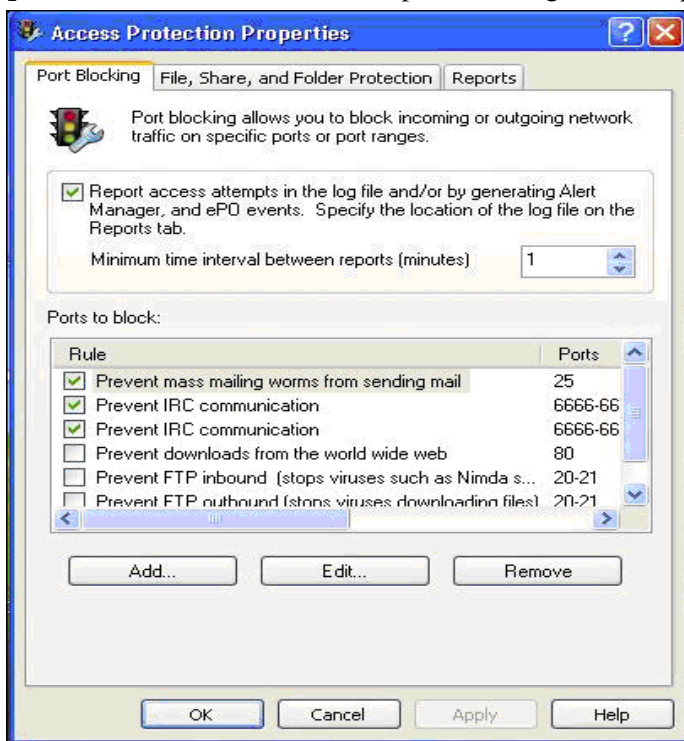 Access Protection Properties
Port Blocking File, Share, and Folder Protection Reports
Port blocking allows you to block incoming or outgoing network
traffic on specific ports or port ranges.
Report access attempts in the log file and/or by generating Alert
Manager, and ePO events. Specify the location of the log file on the
Reports tab.
Minimum time interval between reports (minutes) 1
Ports to block:
Rule Ports
Prevent mass mailing worms from sending mail 25
Prevent IRC communication 6666-66
Prevent IRC communication 6666-66
Prevent downloads from the world wide web 80
Prevent FTP inbound (stops viruses such as Nimda s... 20-21
Prevent FTP outbound (stops viruses downloading files) 20-21
Add... Edit... Remove
OK Cancel Apply Help